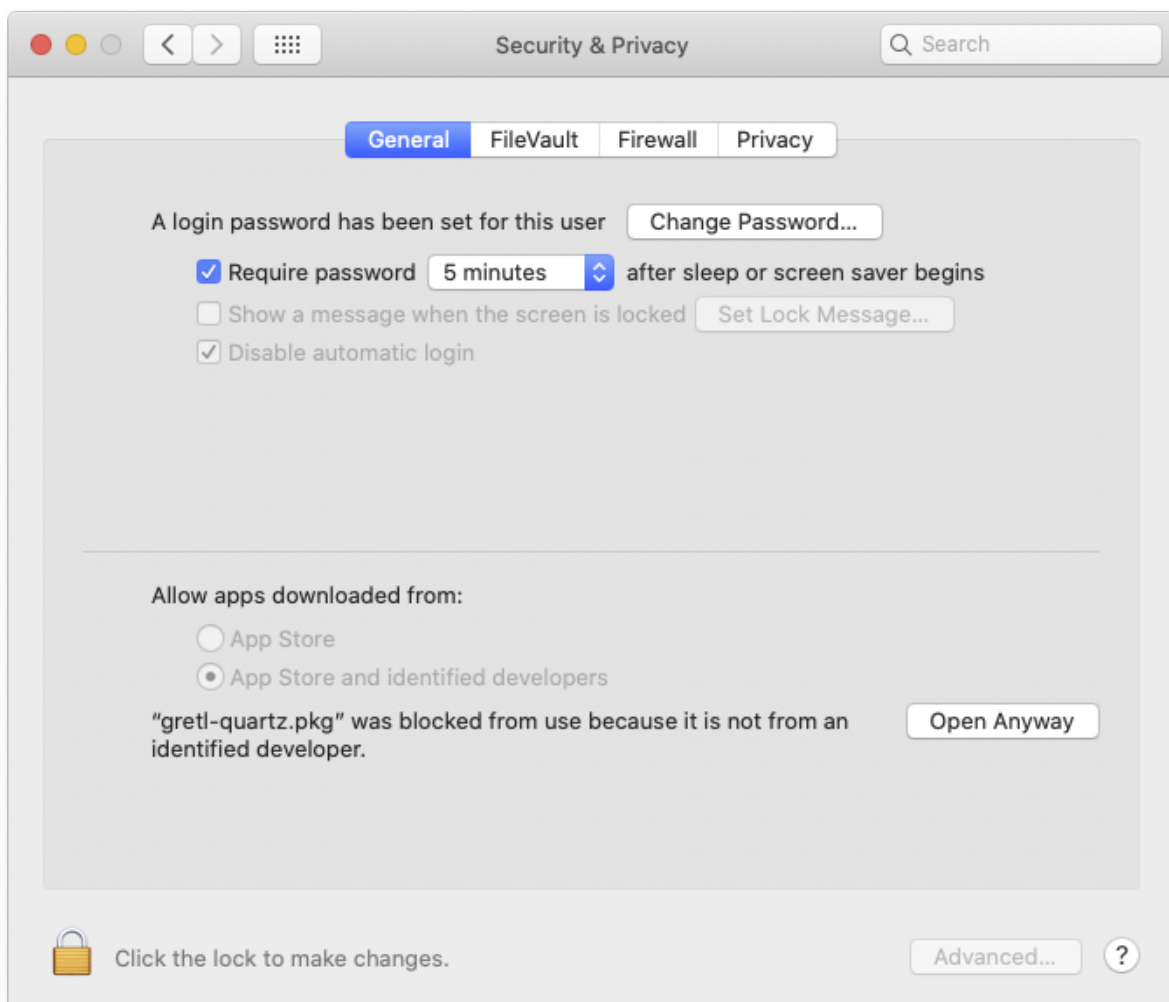 Security & Privacy
Search
General FileVault Firewall Privacy
A login password has been set for this user Change Password...
Require password 5 minutes after sleep or screen saver begins
Show a message when the screen is locked Set Lock Message...
Disable automatic login
Allow apps downloaded from:
App Store
App Store and identified developers
“gretl-quartz.pkg” was blocked from use because it is not from an
identified developer.
Open Anyway
Click the lock to make changes.
Advanced...
?